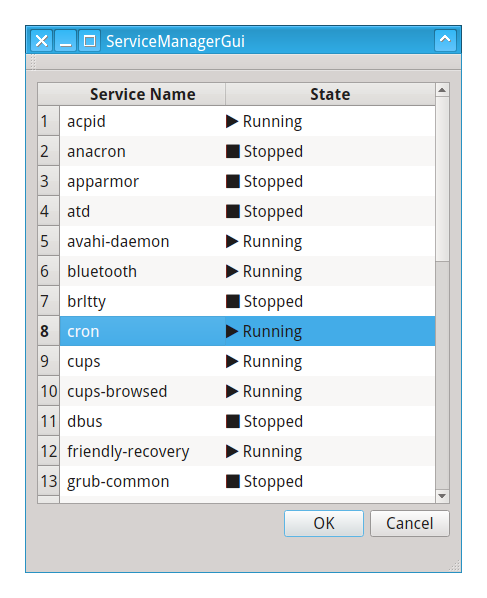 ServiceManagerGui
Service Name State
1 acpid Running
2 anacron Stopped
3 apparmor Stopped
4 atd Stopped
5 avahi-daemon Running
6 bluetooth Running
7 brltty Stopped
8 cron Running
9 cups Running
10 cups-browsed Running
11 dbus Stopped
12 friendly-recovery Running
13 grub-common Stopped
OK Cancel